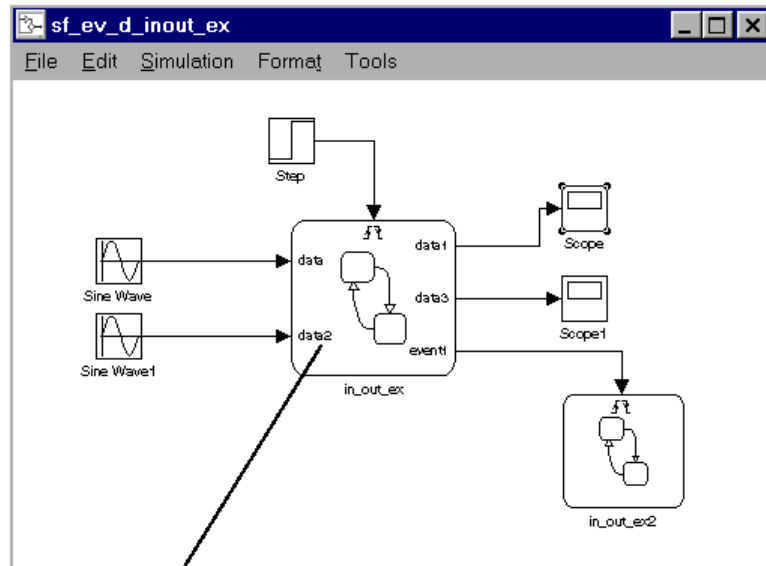 sf_ev_d_inout_ex
File Edit Simulation Format Tools
Step
data1
Scope
data
Sine Wave
data3
Scope1
data2
event1
Sine Wave1
in_out_ex
in_out_ex2